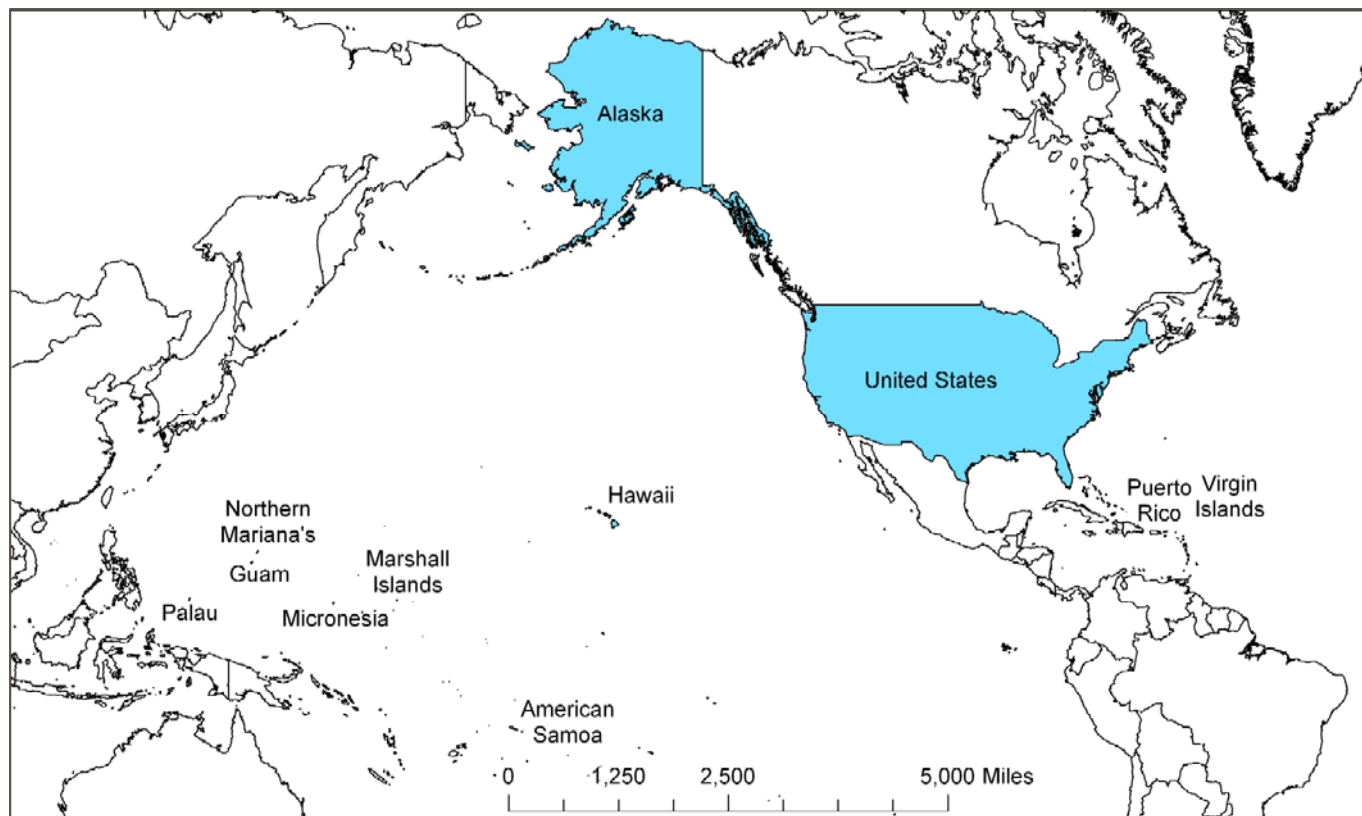 Alaska
United States
Hawaii
Puerto
Rico
Virgin
Islands
Northern
Mariana's
Guam
Marshall
Islands
Palau
Micronesia
American
Samoa
0 1,250 2,500 5,000 Miles